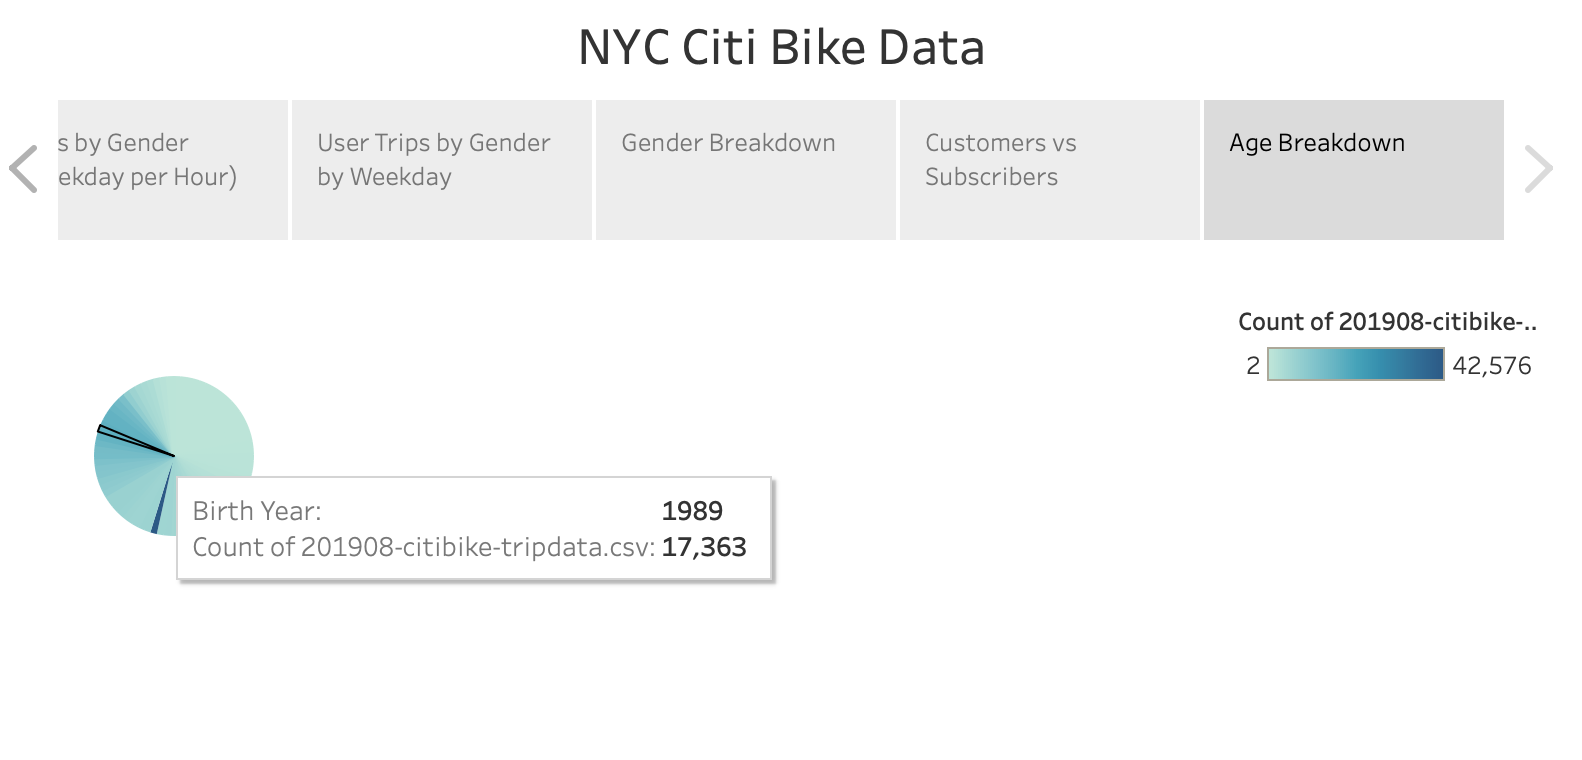 NYC Citi Bike Data
s by Gender
ekday per Hour)
User Trips by Gender
by Weekday
Gender Breakdown
Customers vs
Subscribers
Age Breakdown
Count of 201908-citibike-..
2 42,576
Birth Year: 1989
Count of 201908-citibike-tripdata.csv: 17,363